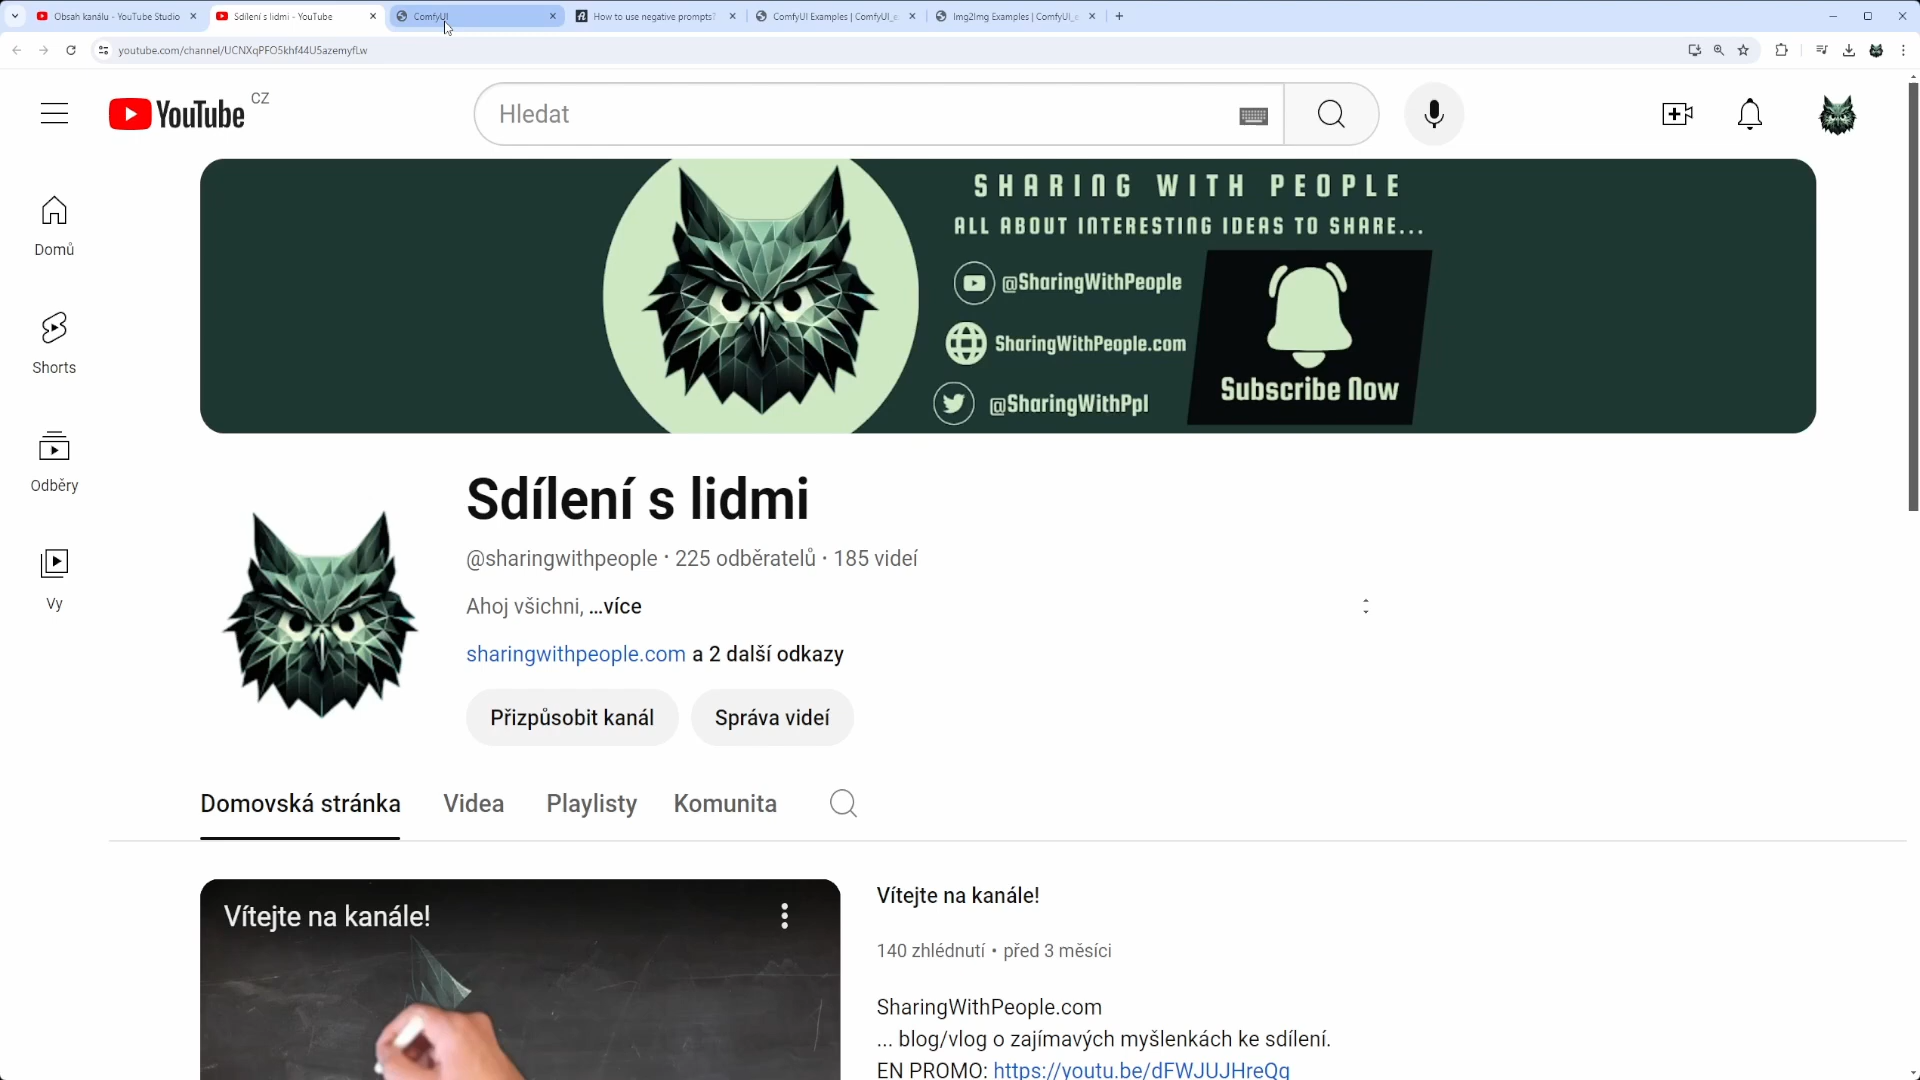 Obsah kanálu - YouTube Studio
Sdílení s lidmi - YouTube
ComfyUI
How to use negative prompts?
ComfyUI Examples | ComfyUI_e
Img2Img Examples | ComfyUI_
youtube.com/channel/UCNXqPFO5khf44U5azemyfLw
YouTube CZ
Hledat
SHARING WITH PEOPLE
ALL ABOUT INTERESTING IDEAS TO SHARE...
@SharingWithPeople
SharingWithPeople.com
@SharingWithPpl
Subscribe Now
Domů
Shorts
Odběry
Vy
Sdílení s lidmi
@sharingwithpeople · 225 odběratelů · 185 videí
Ahoj všichni, ...více
sharingwithpeople.com a 2 další odkazy
Přizpůsobit kanál
Správa videí
Domovská stránka
Videa
Playlisty
Komunita
Vítejte na kanále!
Vítejte na kanále!
140 zhlédnutí • před 3 měsíci
SharingWithPeople.com
... blog/vlog o zajímavých myšlenkách ke sdílení.
EN PROMO: https://youtu.be/dFWJUJHreQg